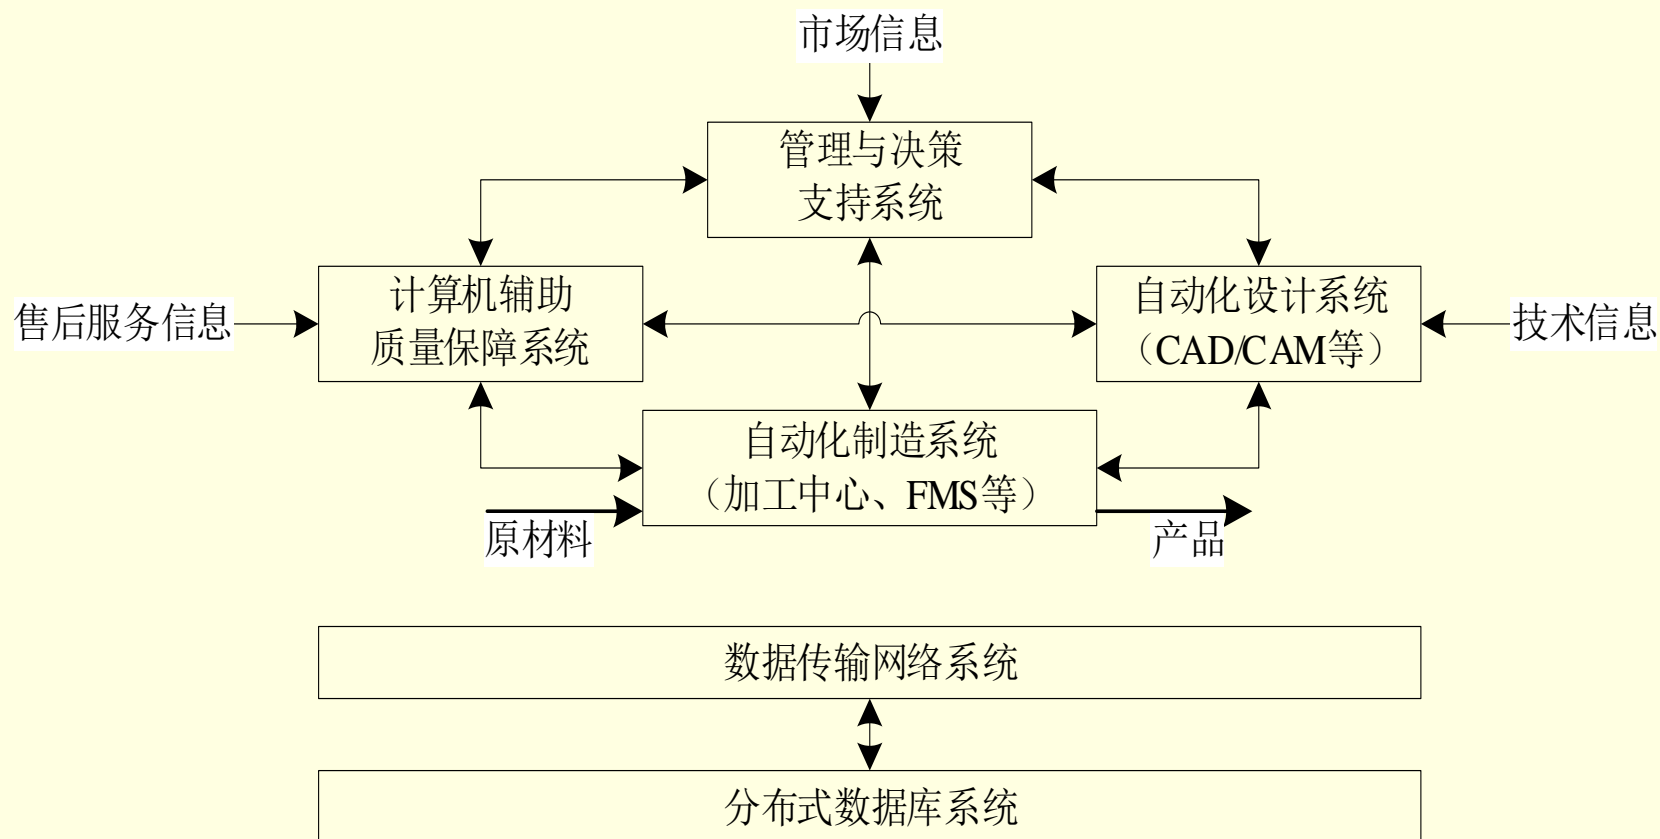 市场信息
管理与决策
支持系统
计算机辅助
质量保障系统
自动化设计系统
（CAD/CAM等）
售后服务信息
技术信息
自动化制造系统
（加工中心、FMS等）
原材料
产品
数据传输网络系统
分布式数据库系统